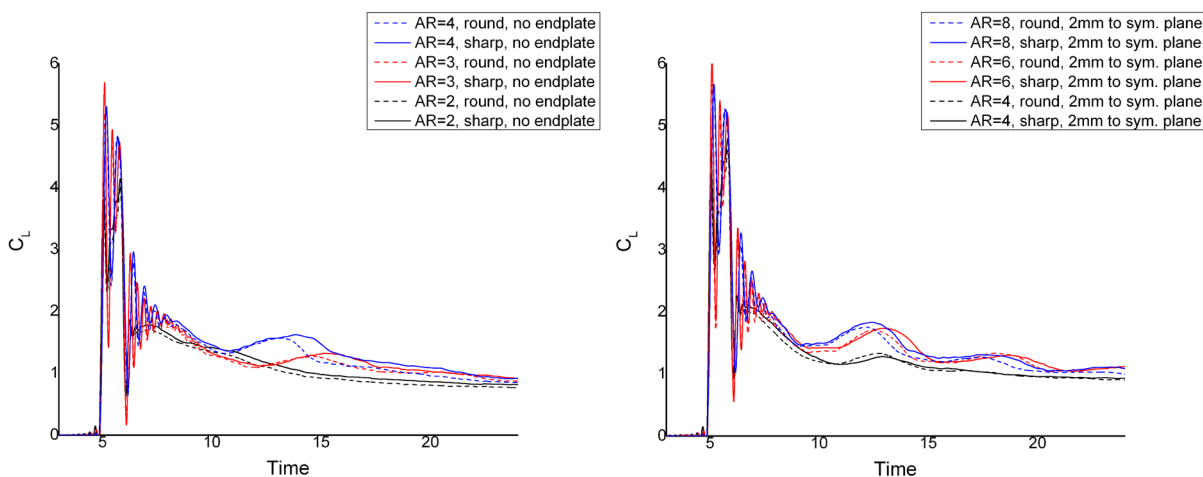 AR=4, round, no endplate
AR=4, sharp, no endplate
AR=3, round, no endplate
AR=3, sharp, no endplate
AR=2, round, no endplate
AR=2, sharp, no endplate
6
5
4
3
2
1
0
C_L
5
10
15
20
Time
AR=8, round, 2mm to sym. plane
AR=8, sharp, 2mm to sym. plane
AR=6, round, 2mm to sym. plane
AR=6, sharp, 2mm to sym. plane
AR=4, round, 2mm to sym. plane
AR=4, sharp, 2mm to sym. plane
6
5
4
3
2
1
0
C_L
5
10
15
20
Time